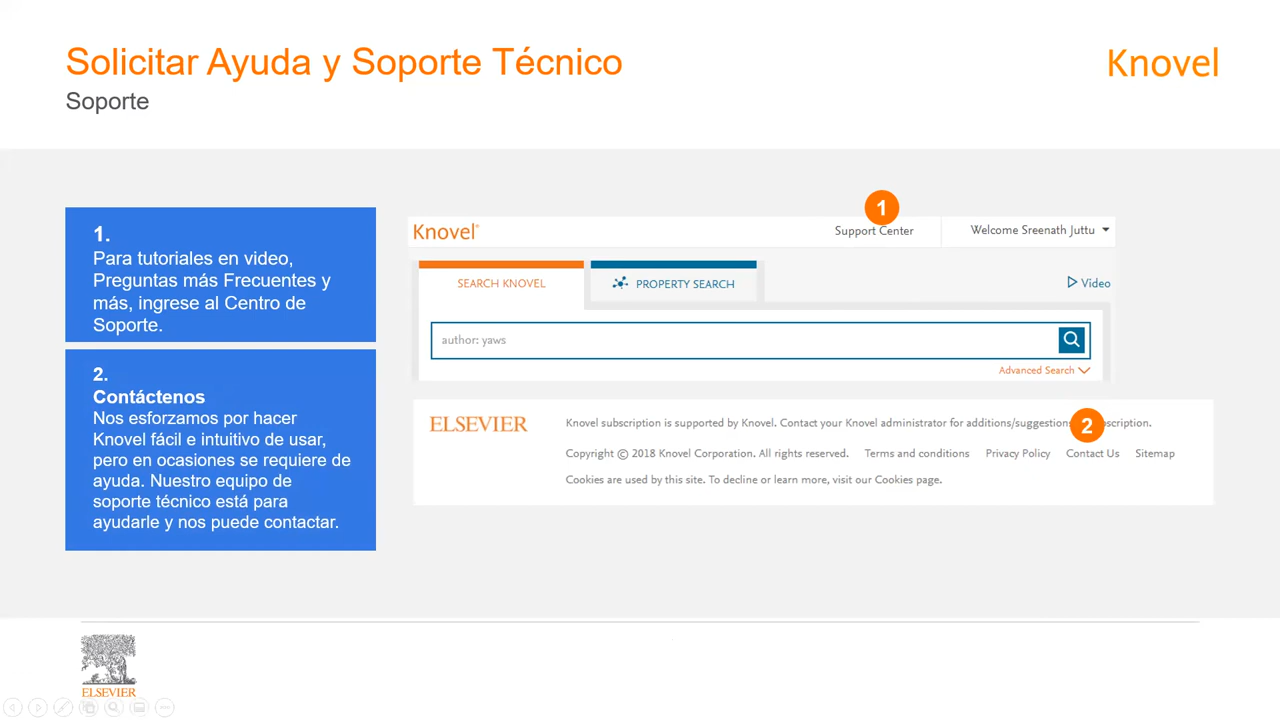 Solicitar Ayuda y Soporte Técnico
Knovel
Soporte
1.
Para tutoriales en video,
Preguntas más Frecuentes y
más, ingrese al Centro de
Soporte.
2.
Contáctenos
Nos esforzamos por hacer
Knovel fácil e intuitivo de usar,
pero en ocasiones se requiere de
ayuda. Nuestro equipo de
soporte técnico está para
ayudarle y nos puede contactar.
1
Knovel®
Support Center
Welcome Sreenath Juttu
SEARCH KNOVEL
PROPERTY SEARCH
Video
author: yaws
Advanced Search
ELSEVIER
Knovel subscription is supported by Knovel. Contact your Knovel administrator for additions/suggestions scription.
2
Copyright © 2018 Knovel Corporation. All rights reserved. Terms and conditions Privacy Policy Contact Us Sitemap
Cookies are used by this site. To decline or learn more, visit our Cookies page.
ELSEVIER